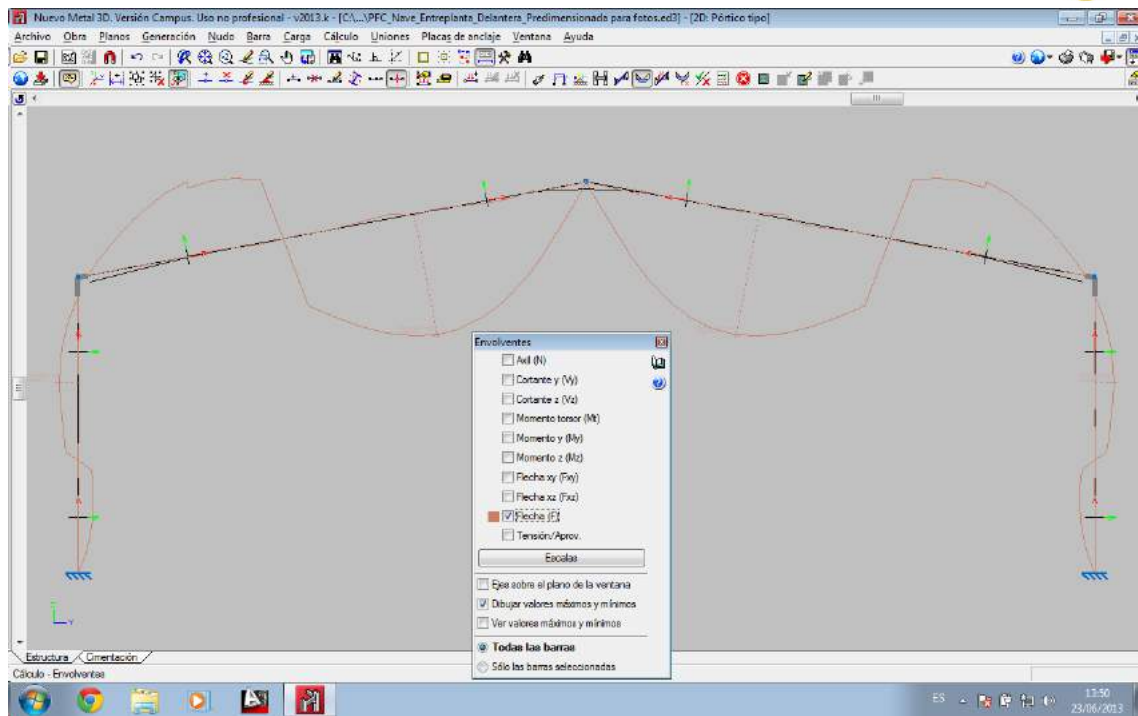 Nuevo Metal 3D. Versión Campus. Uso no profesional - v2013.k - [C:\...\PFC_Nave_Entreplanta_Delantera_Predimensionada para fotos.ed3] - [2D: Pórtico tipo]
Archivo Obra Planos Generación Nudo Barra Carga Cálculo Uniones Placas de anclaje Ventana Ayuda
Envolventes
Axil (N)
Cortante y (Vy)
Cortante z (Vz)
Momento torsor (Mt)
Momento y (My)
Momento z (Mz)
Flecha xy (Fxy)
Flecha xz (Fxz)
Flecha (F)
Tensión/Aprov.
Escalas
Ejes sobre el plano de la ventana
Dibujar valores máximos y mínimos
Ver valores máximos y mínimos
Todas las barras
Sólo las barras seleccionadas
Y
Estructura Cimentación
Cálculo - Envolventes
ES
13:50
23/06/2013